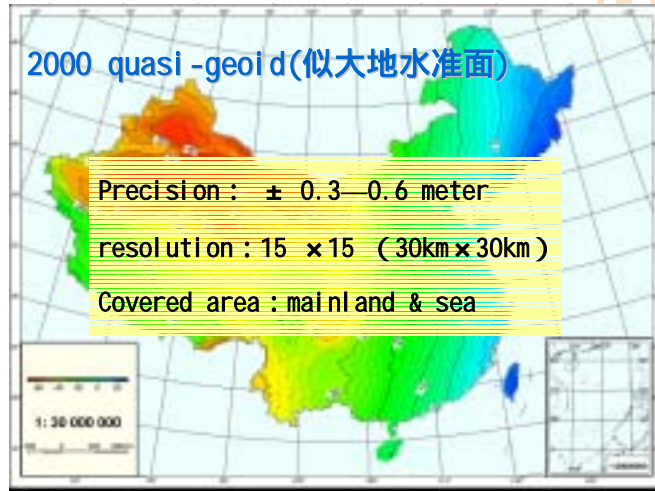 2000 quasi-geoid(似大地水准面)
Precision: ± 0.3—0.6 meter
resolution:15 ×15 (30km×30km)
Covered area:mainland & sea
1:30 000 000